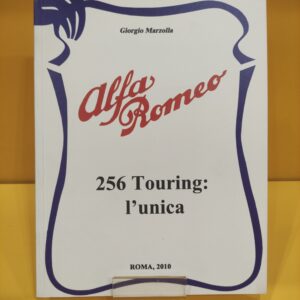 Giorgio Marzolla
Alfa
Romeo
256 Touring:
l'unica
ROMA, 2010